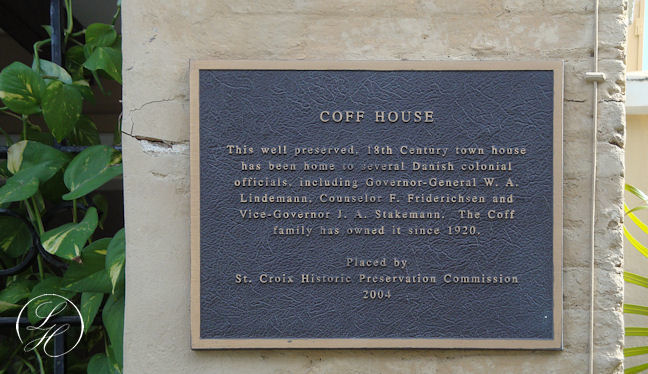 COFF HOUSE
This well preserved, 18th Century town house
has been home to several Danish colonial
officials, including Governor-General W. A.
Lindemann, Counselor F. Friderichsen and
Vice-Governor J. A. Stakemann. The Coff
family has owned it since 1920.
Placed by
St. Croix Historic Preservation Commission
2004
LH